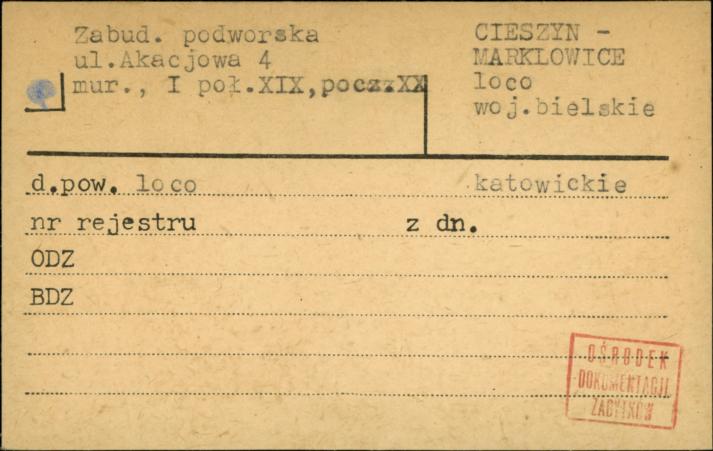 Zabud. podworska
ul.Akacjowa 4
mur., I poł.XIX,pocz.XX
CIESZYN -
MARKLOWICE
loco
woj.bielskie
d.pow. loco katowickie
nr rejestru z dn.
ODZ
BDZ
OŚRODEK
DOKUMENTACJI
ZABYTKÓW